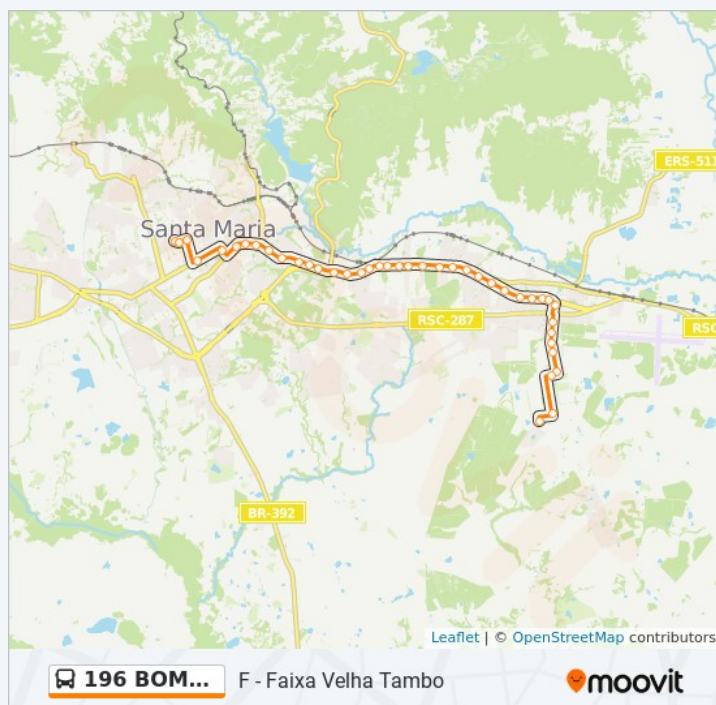 ERS-511
Santa Maria
RSC-287
RSC
BR-392
Leaflet | © OpenStreetMap contributors
196 BOM... F - Faixa Velha Tambo moovit